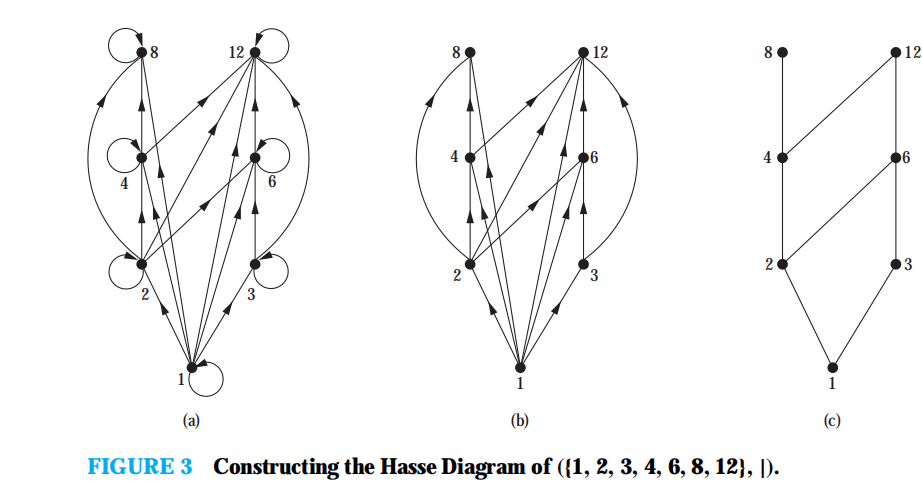 8 12 8 12 8 12
4 6 4 6 4 6
2 3 2 3 2 3
1 1 1
(a) (b) (c)
FIGURE 3 Constructing the Hasse Diagram of ({1, 2, 3, 4, 6, 8, 12}, |).